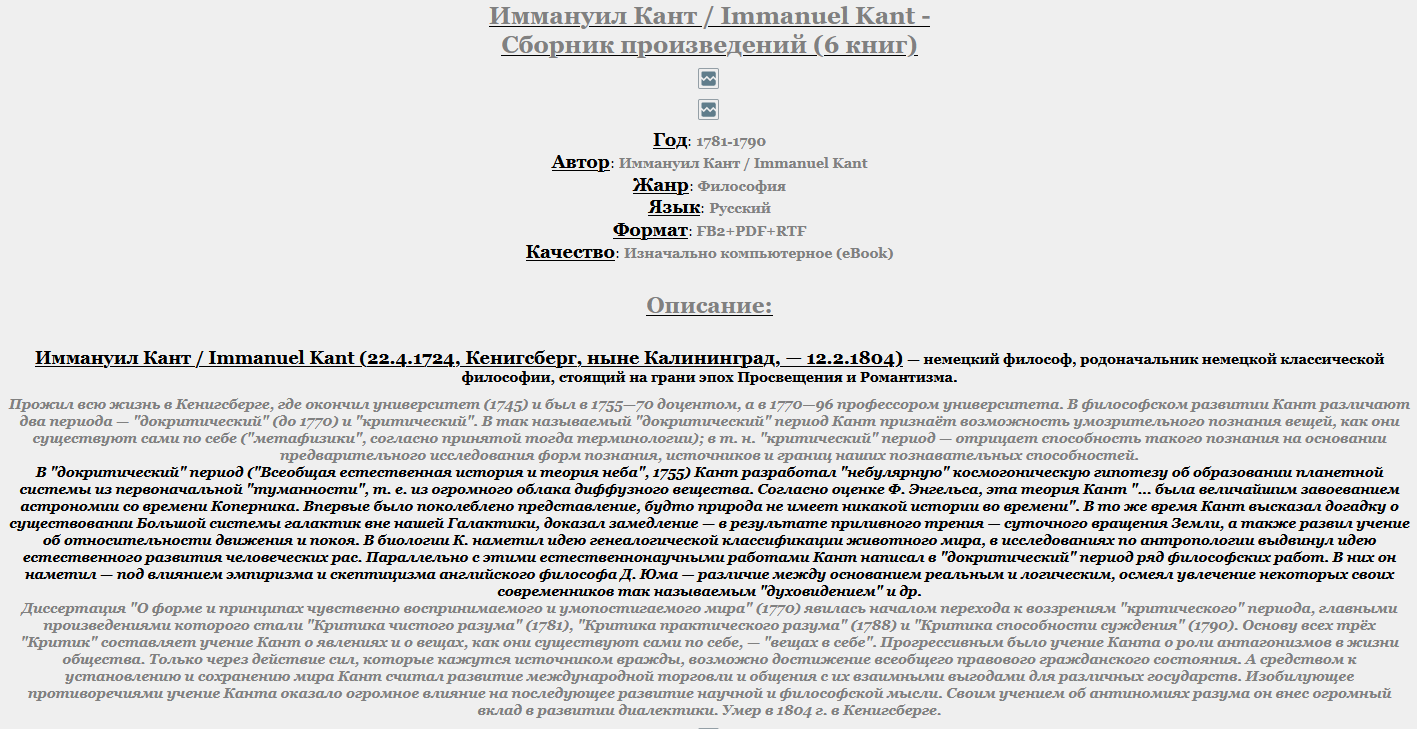 Иммануил Кант / Immanuel Kant -
Сборник произведений (6 книг)
Год: 1781-1790
Автор: Иммануил Кант / Immanuel Kant
Жанр: Философия
Язык: Русский
Формат: FB2+PDF+RTF
Качество: Изначально компьютерное (eBook)
Описание:
Иммануил Кант / Immanuel Kant (22.4.1724, Кенигсберг, ныне Калининград, — 12.2.1804) — немецкий философ, родоначальник немецкой классической
философии, стоящий на грани эпох Просвещения и Романтизма.
Прожил всю жизнь в Кенигсберге, где окончил университет (1745) и был в 1755—70 доцентом, а в 1770—96 профессором университета. В философском развитии Кант различают
два периода — "докритический" (до 1770) и "критический". В так называемый "докритический" период Кант признаёт возможность умозрительного познания вещей, как они
существуют сами по себе ("метафизики", согласно принятой тогда терминологии); в т. н. "критический" период — отрицает способность такого познания на основании
предварительного исследования форм познания, источников и границ наших познавательных способностей.
В "докритический" период ("Всеобщая естественная история и теория неба", 1755) Кант разработал "небулярную" космогоническую гипотезу об образовании планетной
системы из первоначальной "туманности", т. е. из огромного облака диффузного вещества. Согласно оценке Ф. Энгельса, эта теория Кант "... была величайшим завоеванием
астрономии со времени Коперника. Впервые было поколеблено представление, будто природа не имеет никакой истории во времени". В то же время Кант высказал догадку о
существовании Большой системы галактик вне нашей Галактики, доказал замедление — в результате приливного трения — суточного вращения Земли, а также развил учение
об относительности движения и покоя. В биологии К. наметил идею генеалогической классификации животного мира, в исследованиях по антропологии выдвинул идею
естественного развития человеческих рас. Параллельно с этими естественнонаучными работами Кант написал в "докритический" период ряд философских работ. В них он
наметил — под влиянием эмпиризма и скептицизма английского философа Д. Юма — различие между основанием реальным и логическим, осмеял увлечение некоторых своих
современников так называемым "духовидением" и др.
Диссертация "О форме и принципах чувственно воспринимаемого и умопостигаемого мира" (1770) явилась началом перехода к воззрениям "критического" периода, главными
произведениями которого стали "Критика чистого разума" (1781), "Критика практического разума" (1788) и "Критика способности суждения" (1790). Основу всех трёх
"Критик" составляет учение Кант о явлениях и о вещах, как они существуют сами по себе, — "вещах в себе". Прогрессивным было учение Канта о роли антагонизмов в жизни
общества. Только через действие сил, которые кажутся источником вражды, возможно достижение всеобщего правового гражданского состояния. А средством к
установлению и сохранению мира Кант считал развитие международной торговли и общения с их взаимными выгодами для различных государств. Изобилующее
противоречиями учение Канта оказало огромное влияние на последующее развитие научной и философской мысли. Своим учением об антиномиях разума он внес огромный
вклад в развитии диалектики. Умер в 1804 г. в Кенигсберге.